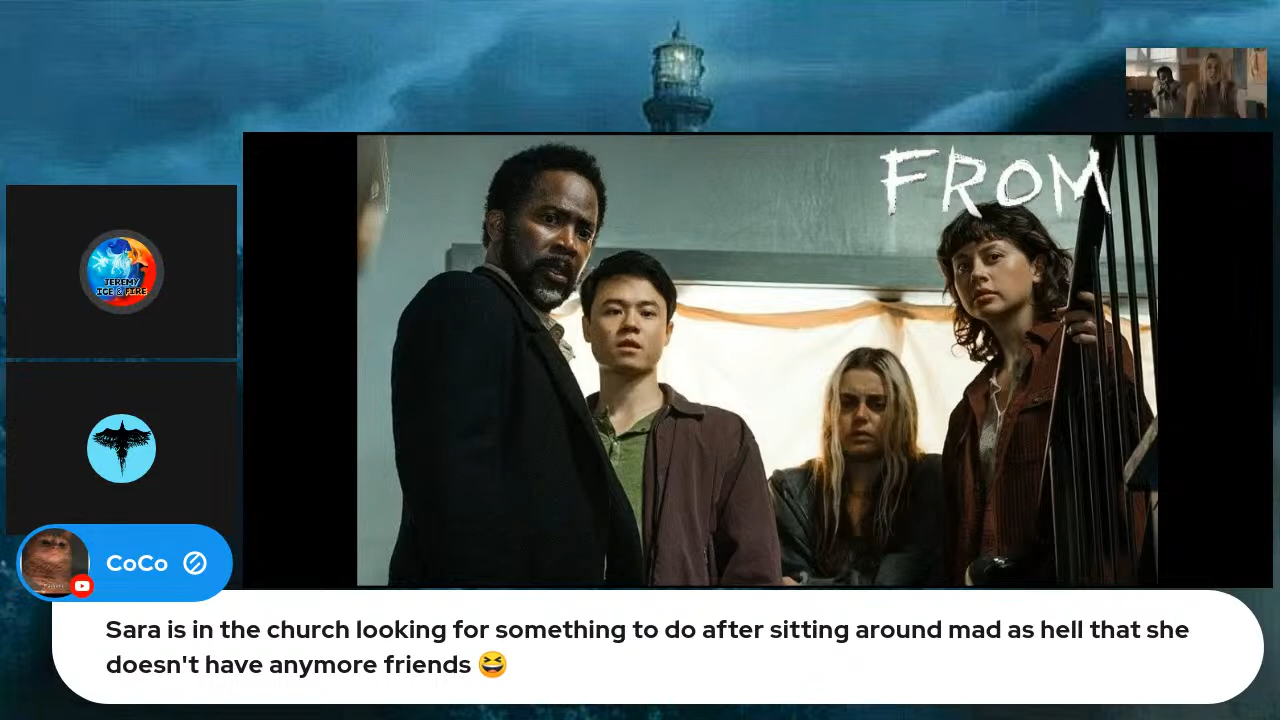 FROM
JEREMY
ICE & FIRE
CoCo
Sara is in the church looking for something to do after sitting around mad as hell that she
doesn't have anymore friends 😆